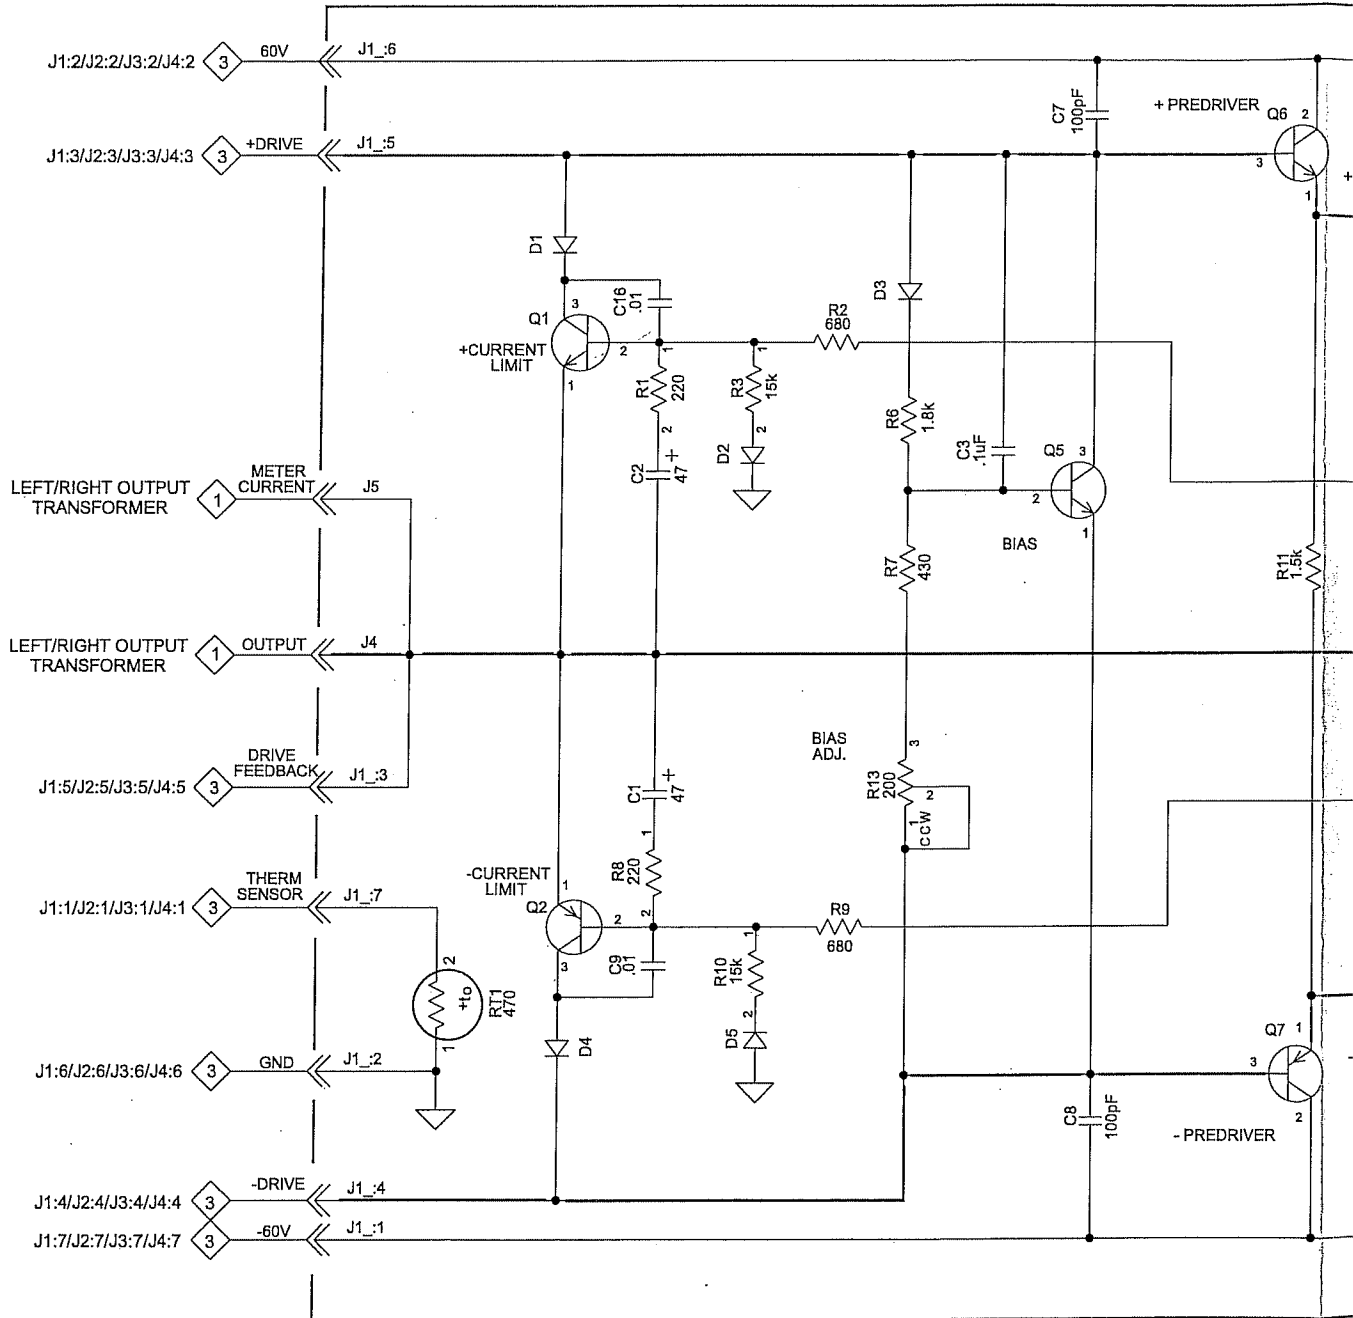 J1:2/J2:2/J3:2/J4:2 3 60V J1_:6
C7 100pF
+ PREDRIVER
Q6 2
3
1
J1:3/J2:3/J3:3/J4:3 3 +DRIVE J1_:5
+
D1
C16 .01
D3
R2
680
3
Q1
+CURRENT
LIMIT
2
1
1
R1 220
2
1
R3 15k
2
R6 1.8k
C3 .1uF
Q5 3
2
1
C2 + 47
D2
BIAS
METER
CURRENT
LEFT/RIGHT OUTPUT
TRANSFORMER
1
J5
R7 430
R11 1.5k
LEFT/RIGHT OUTPUT
TRANSFORMER
1 OUTPUT J4
BIAS
ADJ.
3
R13 200
2
1
CCW
DRIVE
FEEDBACK
J1:5/J2:5/J3:5/J4:5 3 J1_:3
C1 + 47
1
R8 220
2
-CURRENT
LIMIT
Q2
1
2
3
THERM
SENSOR
J1:1/J2:1/J3:1/J4:1 3 J1_:7
R9
680
C9 .01
1
R10 15k
2
2
+to
RT1 470
1
D4
D5
Q7 1
3
2
J1:6/J2:6/J3:6/J4:6 3 GND J1_:2
C8 100pF
- PREDRIVER
-
J1:4/J2:4/J3:4/J4:4 3 -DRIVE J1_:4
J1:7/J2:7/J3:7/J4:7 3 -60V J1_:1